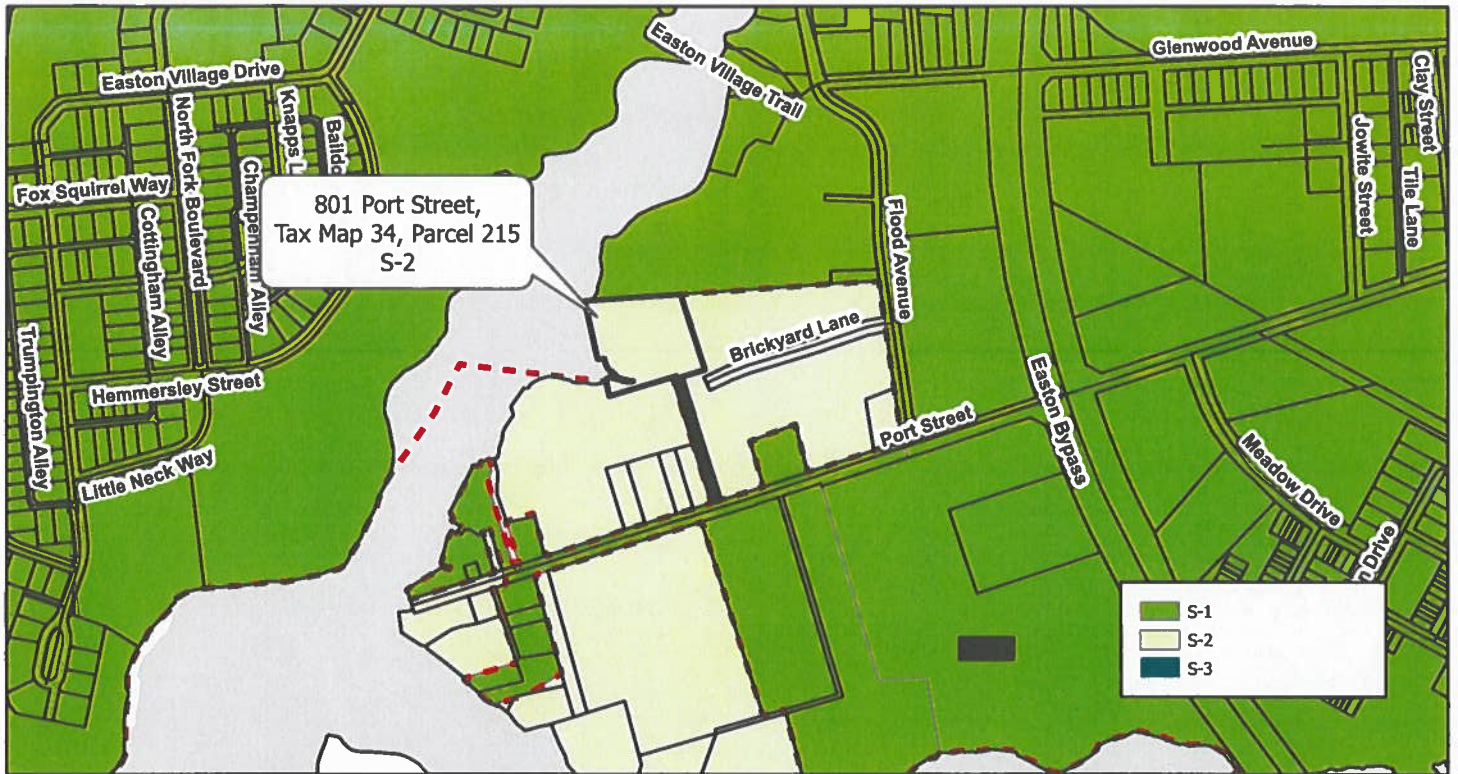 Glenwood Avenue
Easton Village Trail
Easton Village Drive
Clay Street
North Fork Boulevard
Knapps L
Baildo
Jowite Street
Tile Lane
Fox Squirrel Way
Champenham Alley
Cottingham Alley
801 Port Street,
Tax Map 34, Parcel 215
S-2
Flood Avenue
Brickyard Lane
Trumpington Alley
Hemmersley Street
Little Neck Way
Port Street
Easton Bypass
Meadow Drive
n Drive
S-1
S-2
S-3